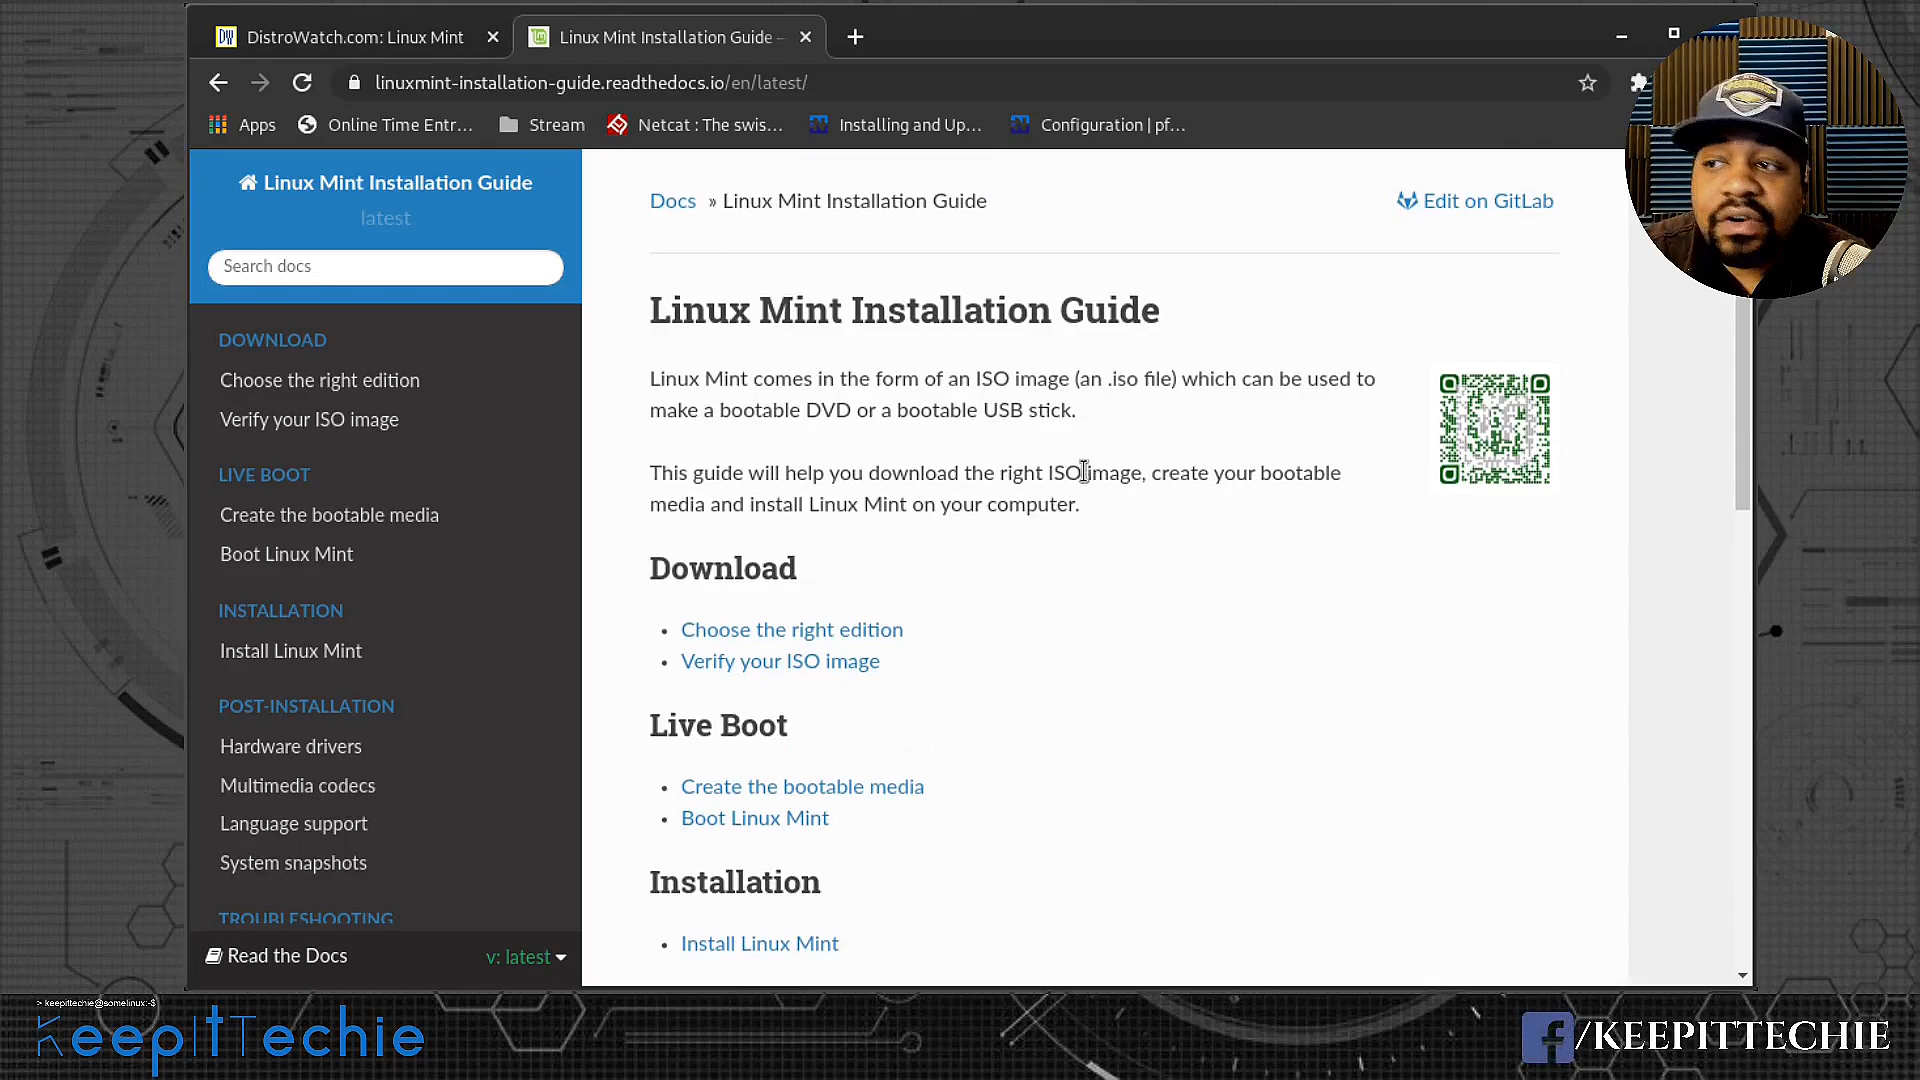 DW DistroWatch.com: Linux Mint
Linux Mint Installation Guide –
linuxmint-installation-guide.readthedocs.io/en/latest/
Apps
Online Time Entr...
Stream
Netcat : The swis...
Installing and Up...
Configuration | pf...
Linux Mint Installation Guide
latest
Search docs
DOWNLOAD
Choose the right edition
Verify your ISO image
LIVE BOOT
Create the bootable media
Boot Linux Mint
INSTALLATION
Install Linux Mint
POST-INSTALLATION
Hardware drivers
Multimedia codecs
Language support
System snapshots
TROUBLESHOOTING
Read the Docs
v: latest
Docs » Linux Mint Installation Guide
Edit on GitLab
Linux Mint Installation Guide
Linux Mint comes in the form of an ISO image (an .iso file) which can be used to
make a bootable DVD or a bootable USB stick.
This guide will help you download the right ISO image, create your bootable
media and install Linux Mint on your computer.
Download
• Choose the right edition
• Verify your ISO image
Live Boot
• Create the bootable media
• Boot Linux Mint
Installation
• Install Linux Mint
> keepittechie@somelinux:~$
KeepItTechie
f/KEEPITTECHIE